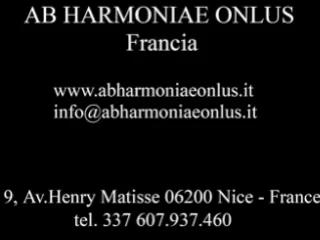 AB HARMONIAE ONLUS
Francia
www.abharmoniaeonlus.it
info@abharmoniaeonlus.it
9, Av.Henry Matisse 06200 Nice - France
tel. 337 607.937.460